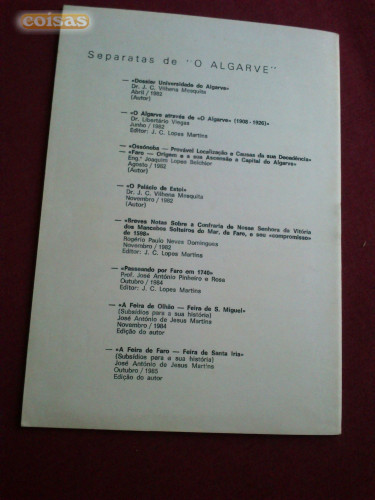 coisas
Separatas de "O ALGARVE"
— «Dossier Universidade do Algarve»
Dr. J. C. Vilhena Mesquita
Abril / 1982
(Autor)
— «O Algarve através de «O Algarve» (1908 - 1926)»
Dr. Libertário Viegas
Junho / 1982
Editor: J. C. Lopes Martins
— «Ossónoba — Provável Localização e Causas da sua Decadência»
— «Faro — Origem e a sua Ascensão a Capital do Algarve»
Eng.º Joaquim Lopes Belchior
Agosto / 1982
(Autor)
— «O Palácio de Estoi»
Dr. J. C. Vilhena Mesquita
Novembro / 1982
(Autor)
— «Breves Notas Sobre a Confraria de Nossa Senhora da Vitória
dos Mancebos Solteiros do Mar, de Faro, e seu «compromisso»
de 1598»
Rogério Paulo Neves Domingues
Novembro / 1982
Editor: J. C. Lopes Martins
— «Passeando por Faro em 1740»
Prof. José António Pinheiro e Rosa
Outubro / 1984
Editor: J. C. Lopes Martins
— «A Feira de Olhão — Feira de S. Miguel»
(Subsídios para a sua história)
José António de Jesus Martins
Novembro / 1984
Edição do autor
— «A Feira de Faro — Feira de Santa Iria»
(Subsídios para a sua história)
José António de Jesus Martins
Outubro / 1985
Edição do autor